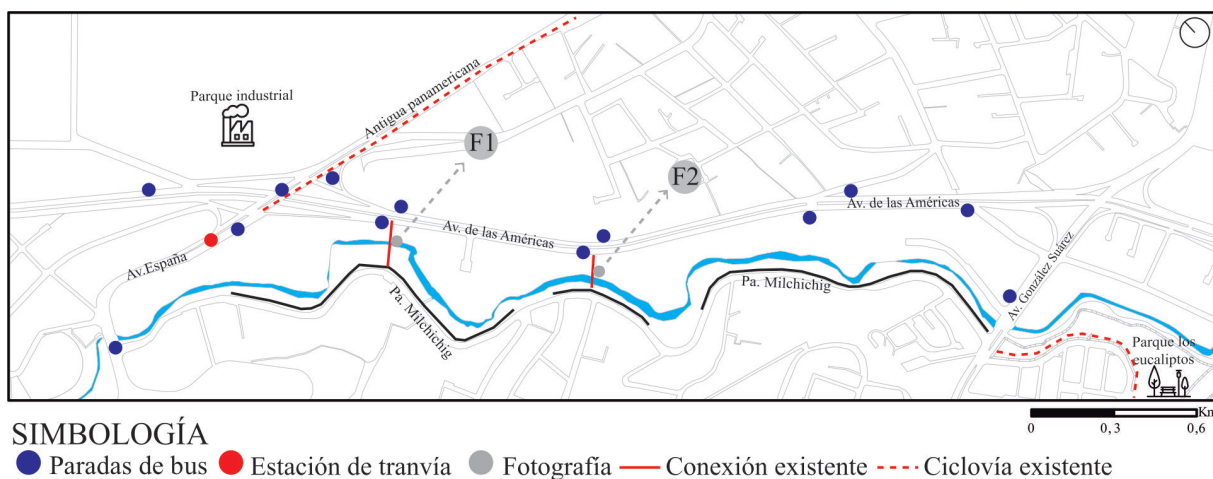 Parque industrial
Antigua panamericana
F1
F2
Av. de las Américas
Av. de las Américas
Av.España
Pa. Milchichig
Pa. Milchichig
Av. González Suárez
Parque los
eucaliptos
Km
0 0,3 0,6
SIMBOLOGÍA
Paradas de bus Estación de tranvía Fotografía Conexión existente Ciclovía existente